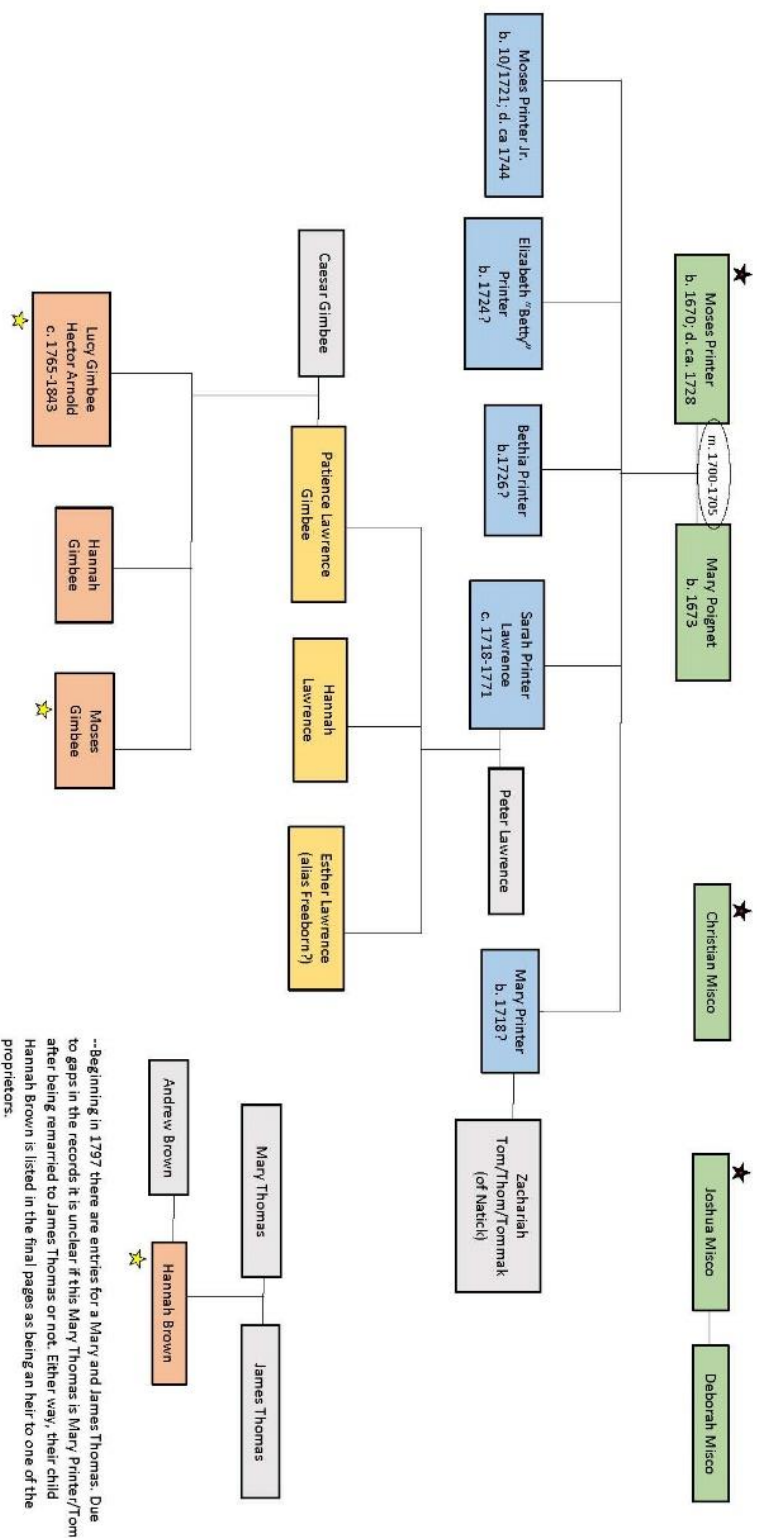 Moses Printer
b. 1670; d. ca. 1728
m. 1700-1705
Mary Poignet
b. 1673
Christian Misco
Joshua Misco
Deborah Misco
Moses Printer Jr.
b. 10/1721; d. ca 1744
Elizabeth "Betty"
Printer
b. 1724?
Bethia Printer
b.1726?
Sarah Printer
Lawrence
c. 1718-1771
Peter Lawrence
Mary Printer
b. 1718?
Zachariah
Tom/Thom/Tommak
(of Natick)
Caesar Gimbee
Patience Lawrence
Gimbee
Hannah
Lawrence
Esther Lawrence
(alias Freeborn?)
Mary Thomas
James Thomas
Lucy Gimbee
Hector Arnold
c. 1765-1843
Hannah
Gimbee
Moses
Gimbee
Andrew Brown
Hannah Brown
--Beginning in 1797 there are entries for a Mary and James Thomas. Due
to gaps in the records it is unclear if this Mary Thomas is Mary Printer/Tom
after being remarried to James Thomas or not. Either way, their child
Hannah Brown is listed in the final pages as being an heir to one of the
proprietors.